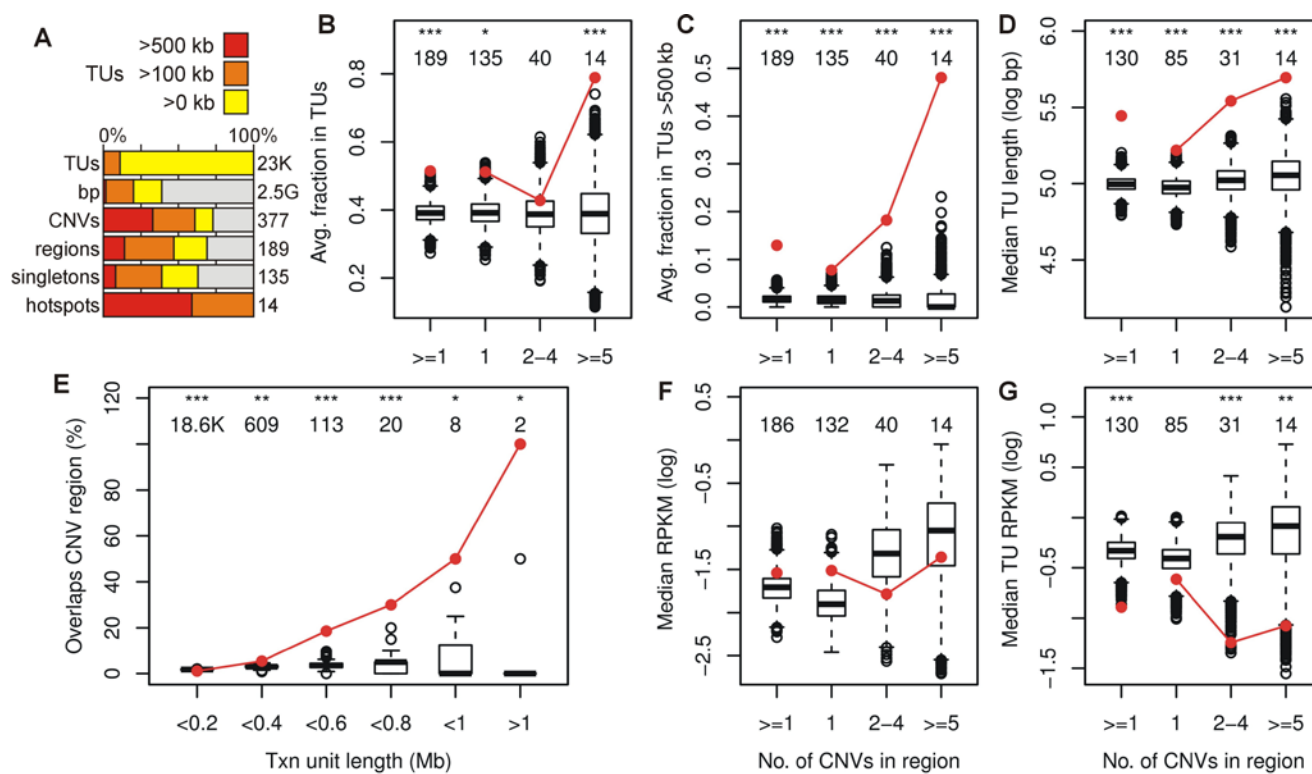 A
>500 kb
TUs >100 kb
>0 kb
0% 100%
TUs 23K
bp 2.5G
CNVs 377
regions 189
singletons 135
hotspots 14
B
*** * ***
189 135 40 14
Avg. fraction in TUs
0.8
0.6
0.4
0.2
>=1 1 2–4 >=5
C
*** *** *** ***
189 135 40 14
Avg. fraction in TUs >500 kb
0.5
0.4
0.3
0.2
0.1
0.0
>=1 1 2–4 >=5
D
*** *** *** ***
130 85 31 14
Median TU length (log bp)
6.0
5.5
5.0
4.5
>=1 1 2–4 >=5
E
*** ** *** *** * *
18.6K 609 113 20 8 2
Overlaps CNV region (%)
120
100
80
60
40
20
0
<0.2 <0.4 <0.6 <0.8 <1 >1
Txn unit length (Mb)
F
186 132 40 14
Median RPKM (log)
0.5
−0.5
−1.5
−2.5
>=1 1 2–4 >=5
No. of CNVs in region
G
*** *** **
130 85 31 14
Median TU RPKM (log)
1.0
0.5
−0.5
−1.5
>=1 1 2–4 >=5
No. of CNVs in region